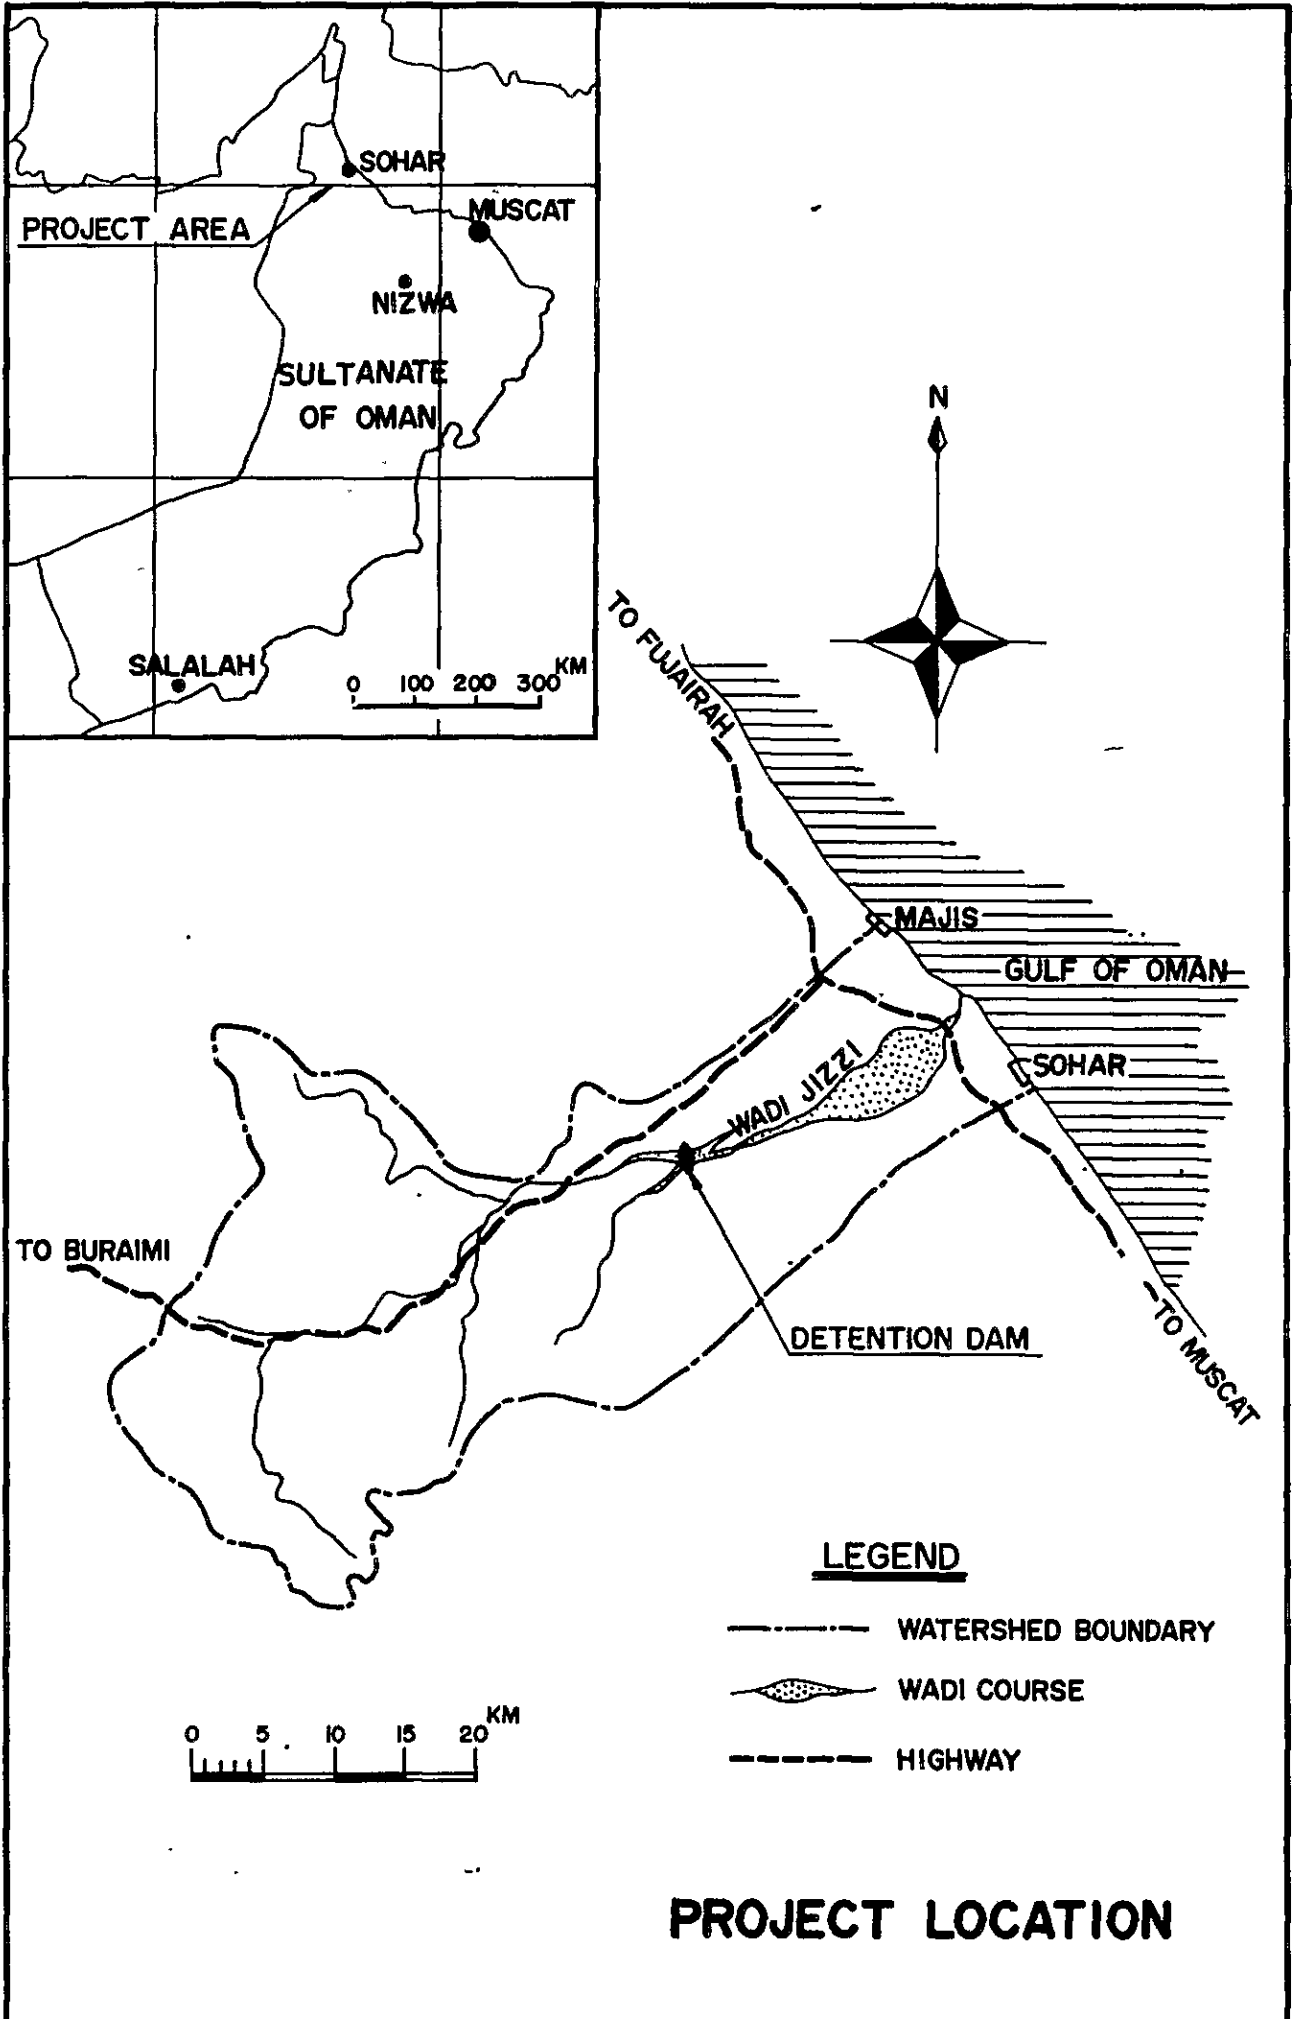 SOHAR
PROJECT AREA
MUSCAT
NIZWA
SULTANATE
OF OMAN
SALALAH
0 100 200 300 KM
N
TO FUJAIRAH
MAJIS
GULF OF OMAN
SOHAR
WADI JIZZI
TO BURAIMI
DETENTION DAM
TO MUSCAT
LEGEND
WATERSHED BOUNDARY
WADI COURSE
HIGHWAY
0 5 10 15 20 KM
PROJECT LOCATION